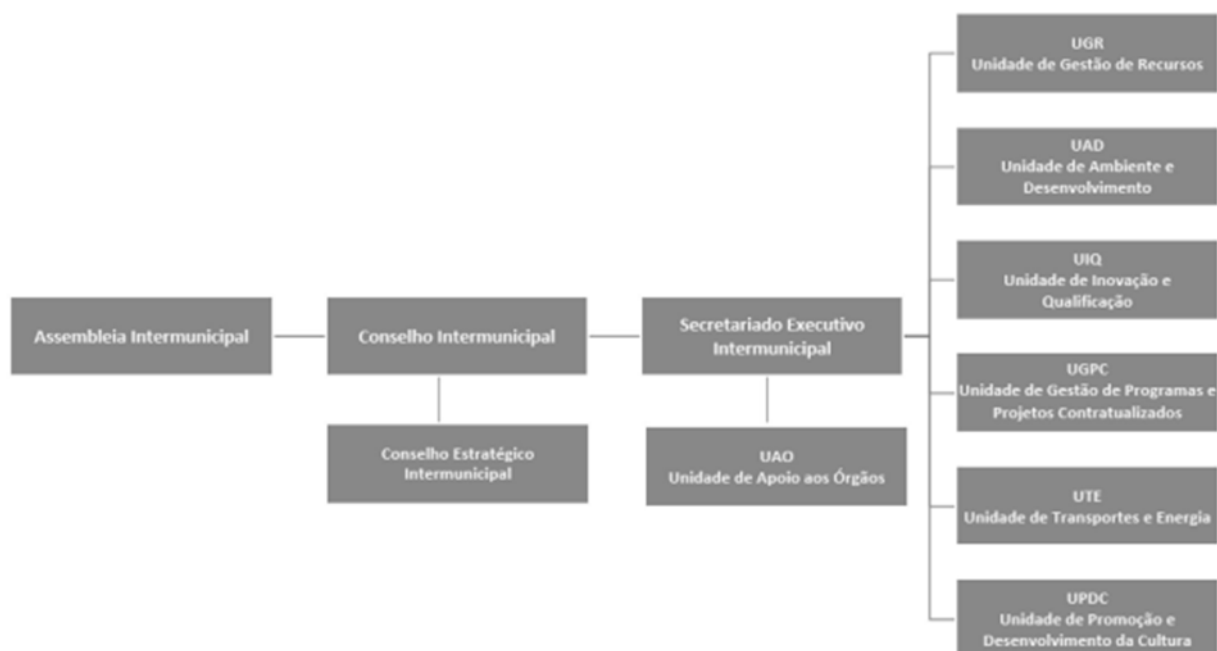 Assembleia Intermunicipal
Conselho Intermunicipal
Conselho Estratégico
Intermunicipal
Secretariado Executivo
Intermunicipal
UAO
Unidade de Apoio aos Órgãos
UGR
Unidade de Gestão de Recursos
UAD
Unidade de Ambiente e
Desenvolvimento
UIQ
Unidade de Inovação e
Qualificação
UGPC
Unidade de Gestão de Programas e
Projetos Contratualizados
UTE
Unidade de Transportes e Energia
UPDC
Unidade de Promoção e
Desenvolvimento da Cultura